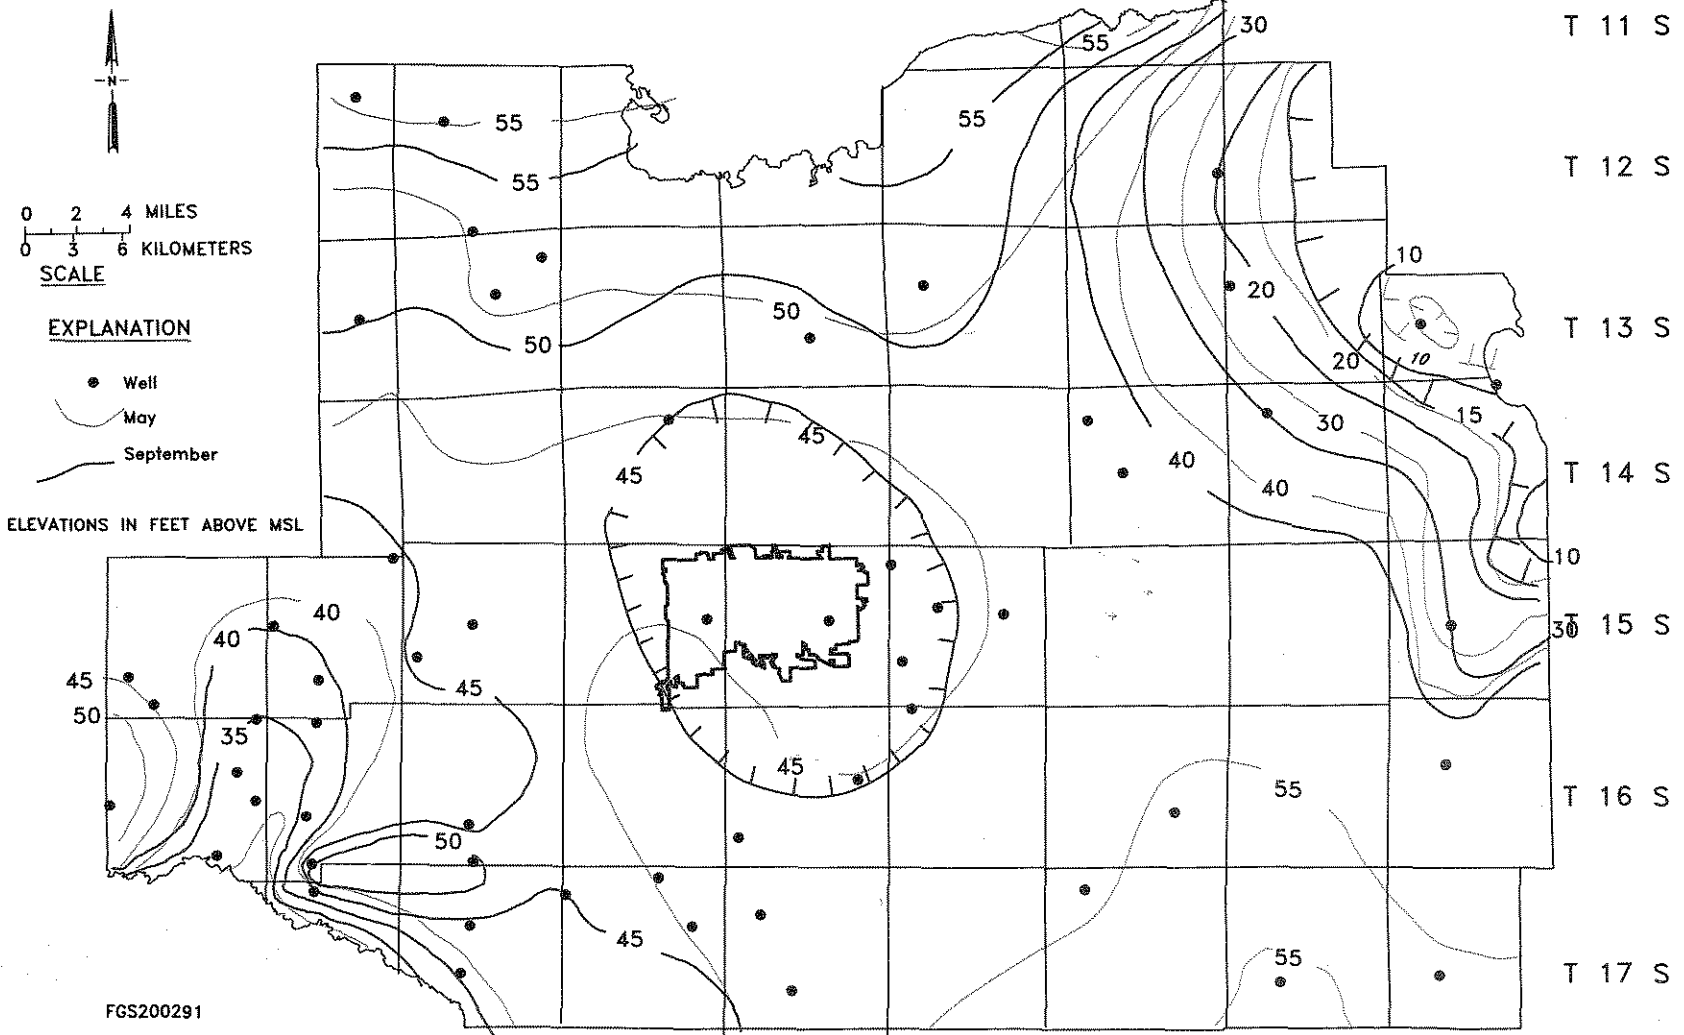 T 11 S
30
55
N
55
55
T 12 S
55
0 2 4 MILES
0 3 6 KILOMETERS
SCALE
10
20
50
EXPLANATION
T 13 S
50
20
10
Well
May
15
45
30
September
45
40
T 14 S
40
ELEVATIONS IN FEET ABOVE MSL
10
40
40
30
T 15 S
45
45
50
35
45
55
T 16 S
50
45
55
T 17 S
FGS200291